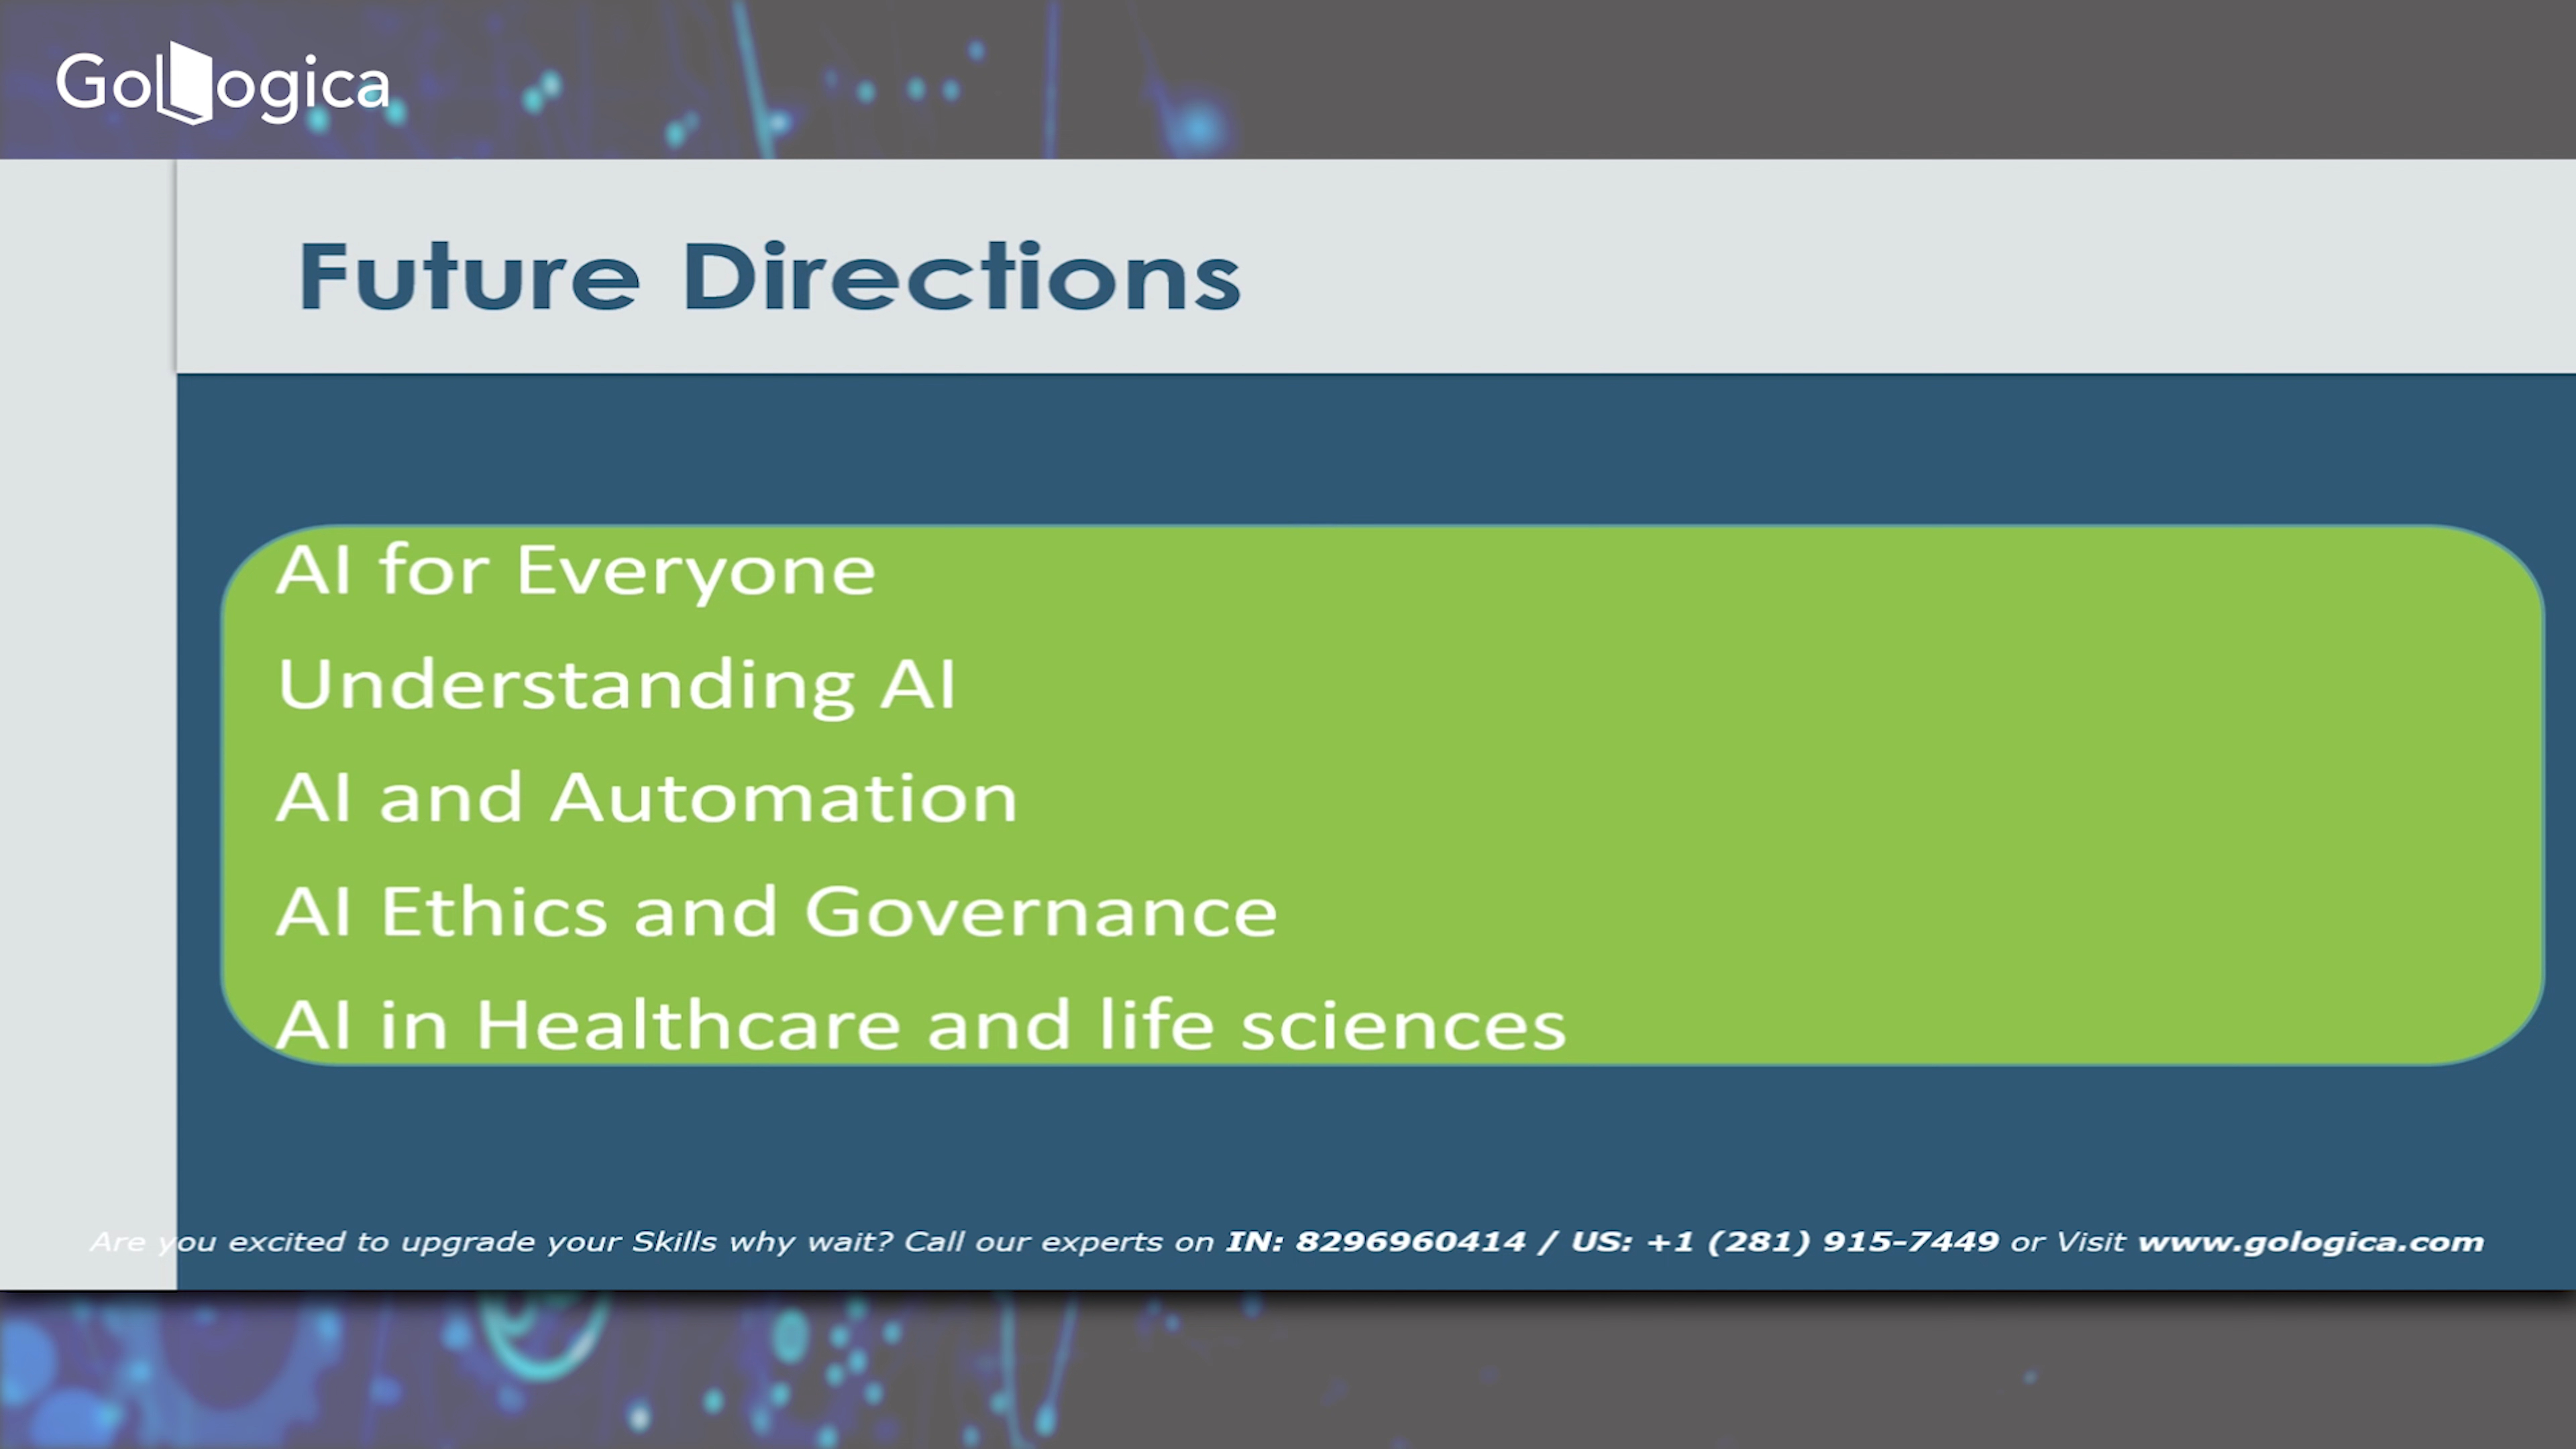 GoLogica
Future Directions
AI for Everyone
Understanding AI
AI and Automation
AI Ethics and Governance
AI in Healthcare and life sciences
Are you excited to upgrade your Skills why wait? Call our experts on IN: 8296960414 / US: +1 (281) 915-7449 or Visit www.gologica.com